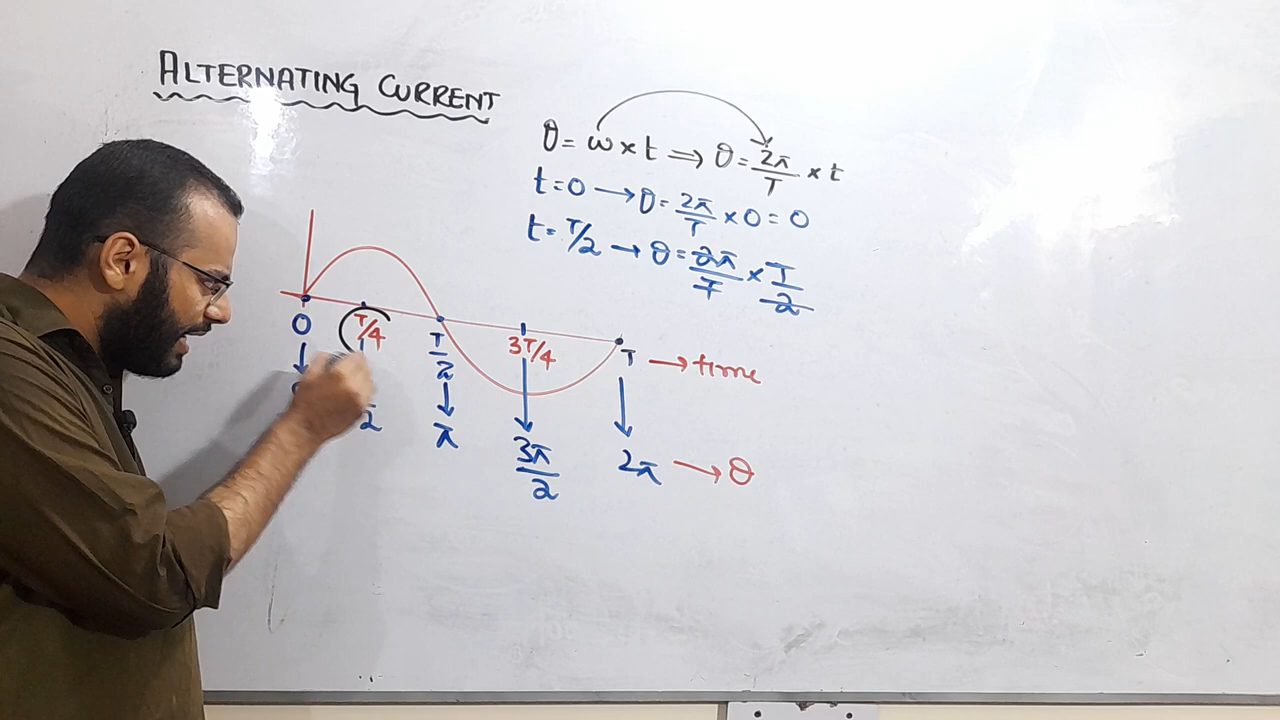 ALTERNATING CURRENT
θ = ω × t ⇒ θ = 2π/T × t
t = 0 → θ = 2π/T × 0 = 0
t = T/2 → θ = 2π/T × T/2
0 T/4 T/2 3T/4 T → time
2 π 3π/2 2π → θ